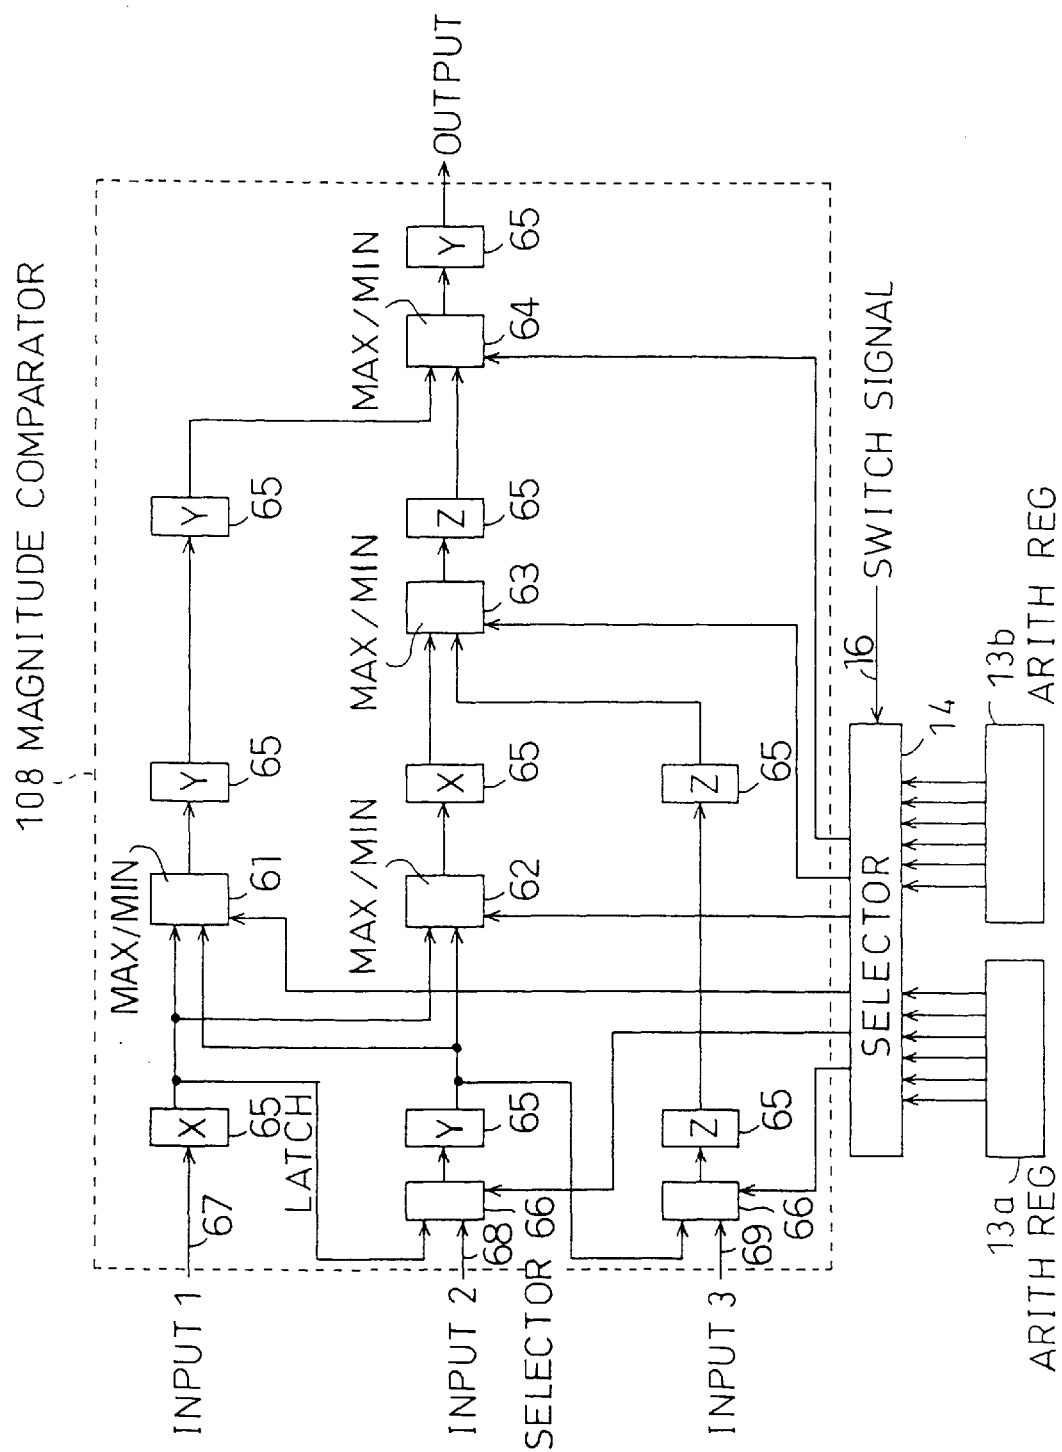 108 MAGNITUDE COMPARATOR
INPUT 1
67
X
65
LATCH
MAX/MIN
61
Y
65
Y
65
INPUT 2
68
SELECTOR 66
Y
65
MAX/MIN
62
X
65
MAX/MIN
63
Z
65
MAX/MIN
64
Y
65
OUTPUT
INPUT 3
69
66
Z
65
Z
65
SELECTOR
14
16
SWITCH SIGNAL
13a
ARITH REG
13b
ARITH REG